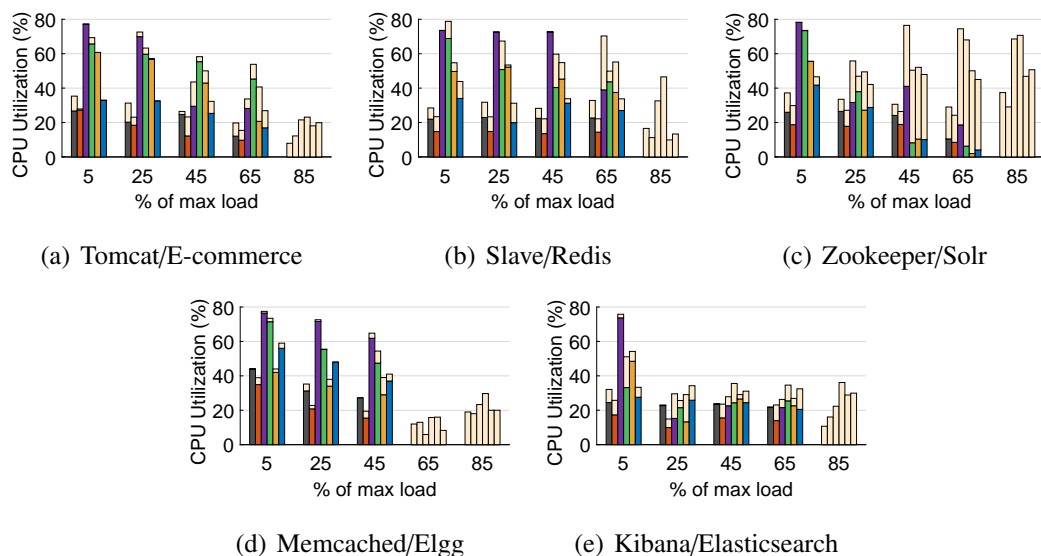 CPU Utilization (%)
80
60
40
20
0
5 25 45 65 85
% of max load
(a) Tomcat/E-commerce
CPU Utilization (%)
80
60
40
20
0
5 25 45 65 85
% of max load
(b) Slave/Redis
CPU Utilization (%)
80
60
40
20
0
5 25 45 65 85
% of max load
(c) Zookeeper/Solr
CPU Utilization (%)
80
60
40
20
0
5 25 45 65 85
% of max load
(d) Memcached/Elgg
CPU Utilization (%)
80
60
40
20
0
5 25 45 65 85
% of max load
(e) Kibana/Elasticsearch